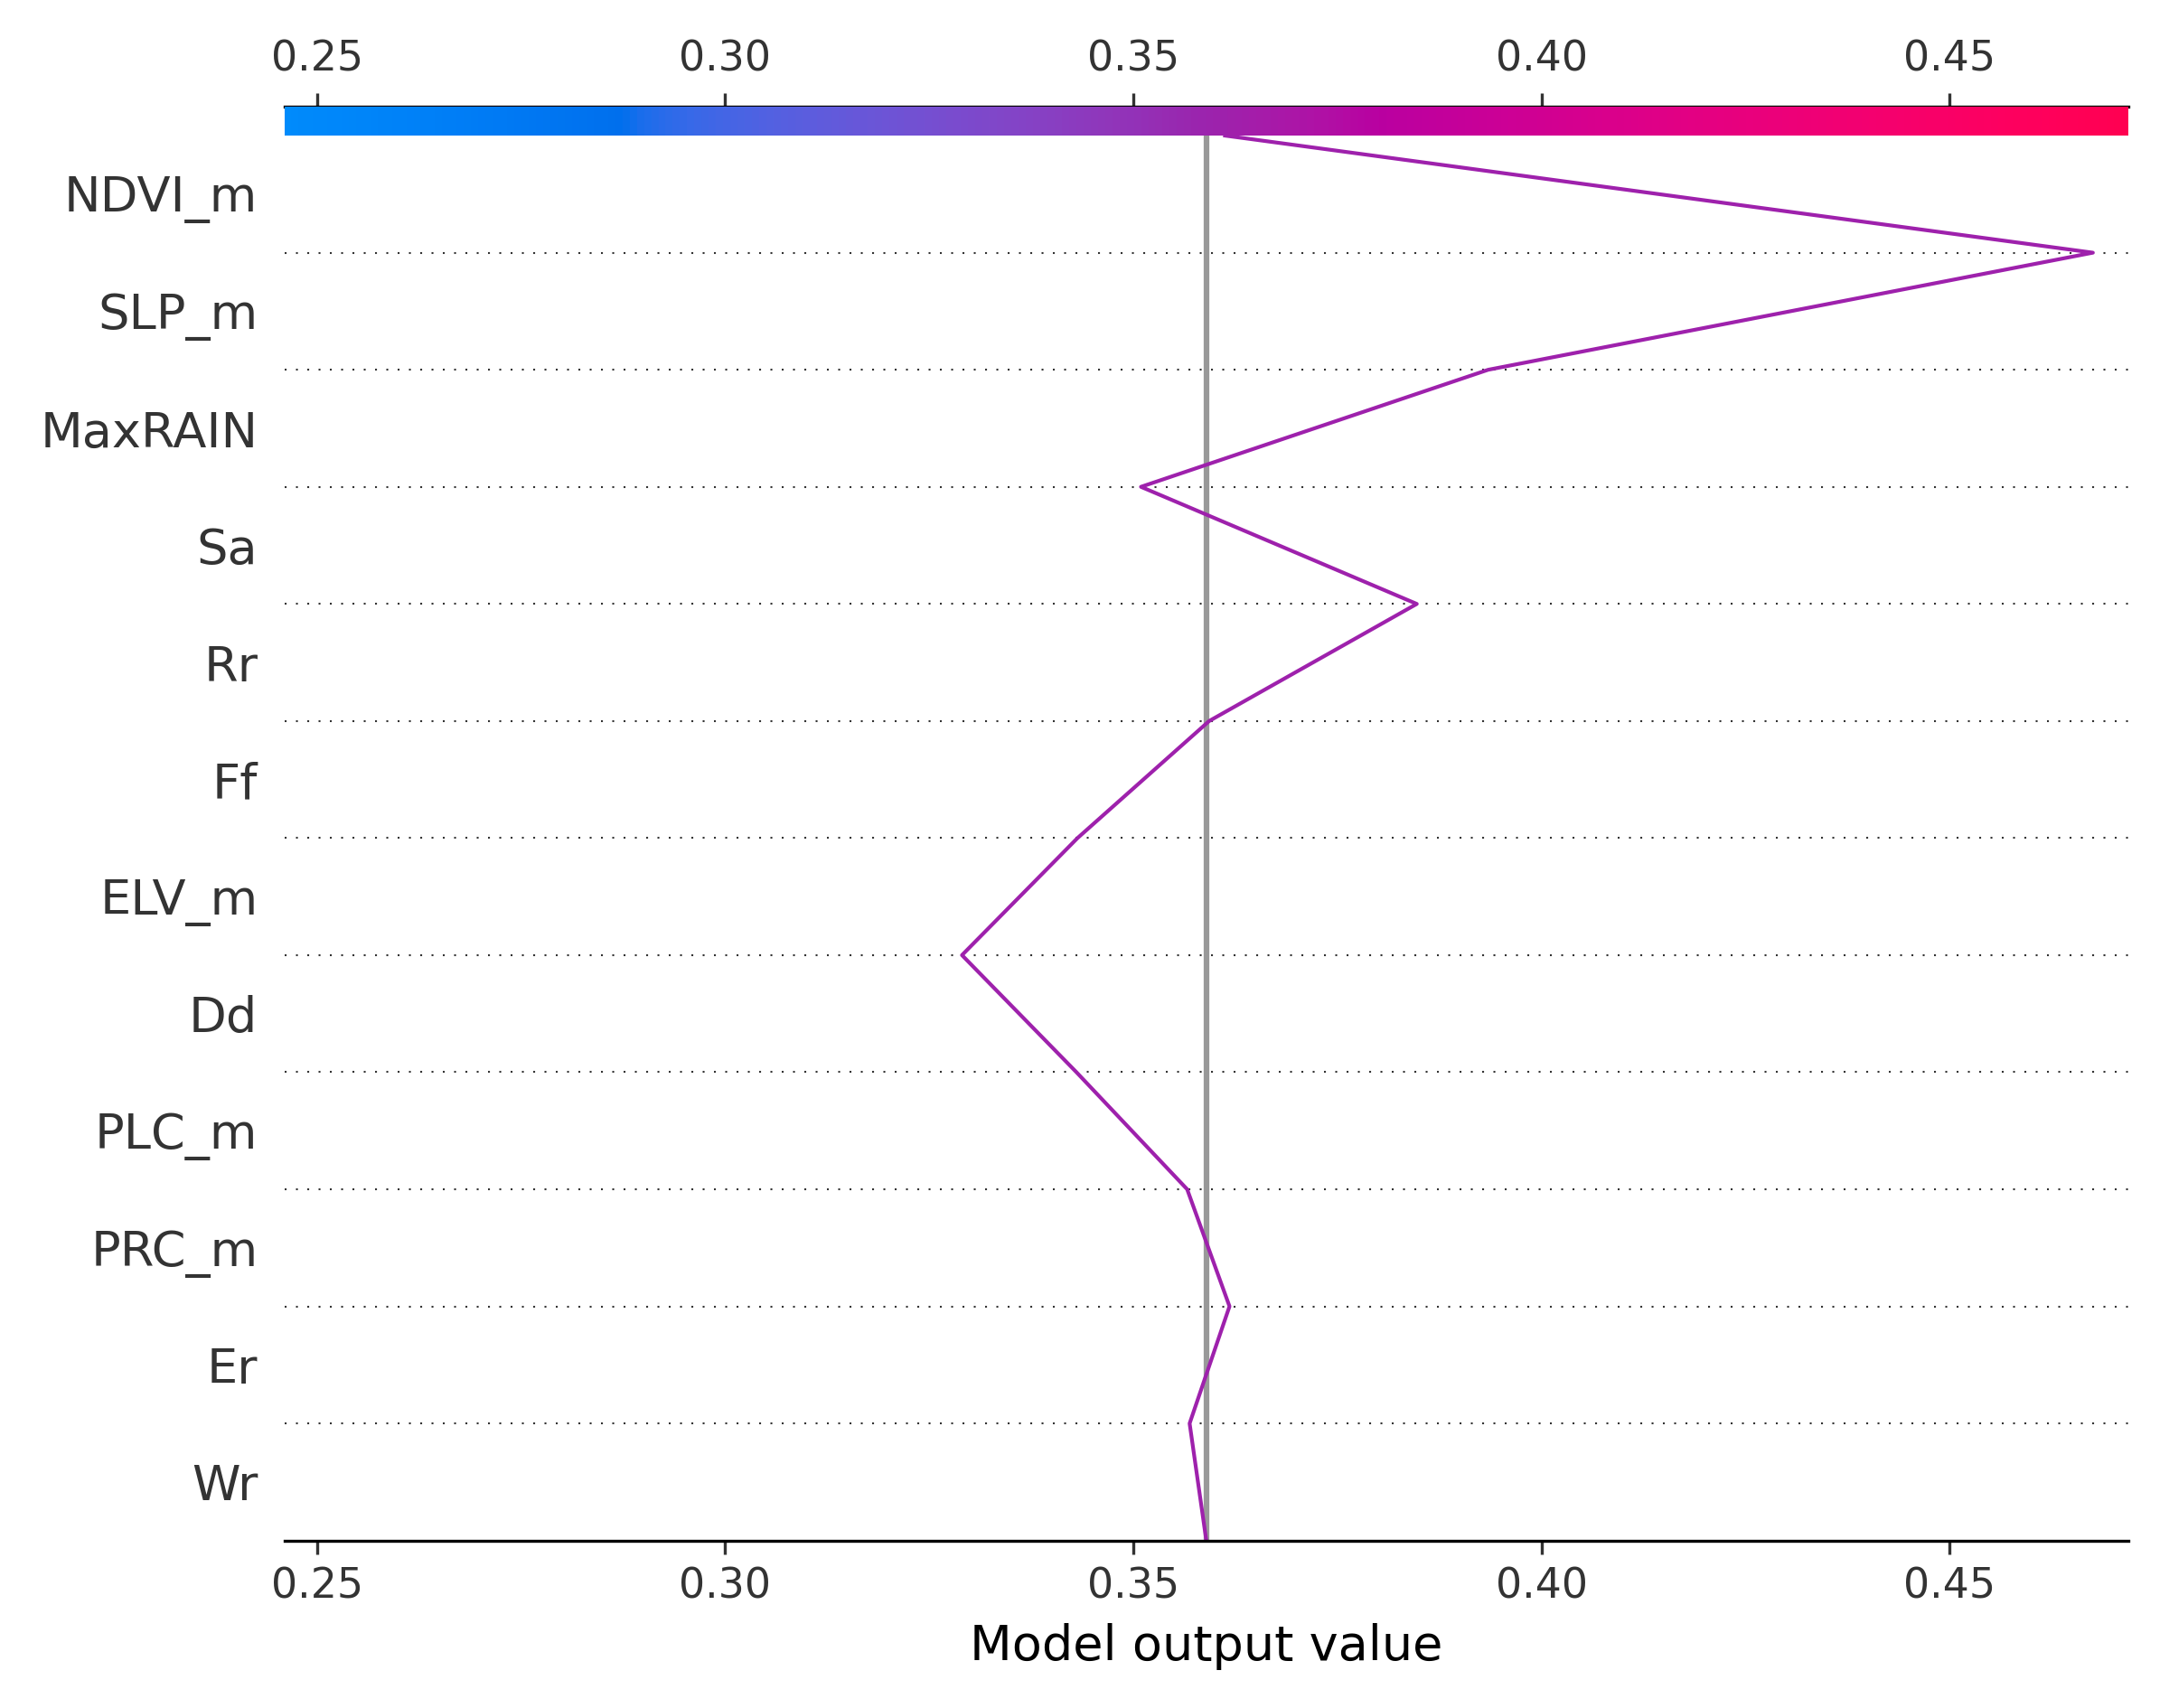 0.25 0.30 0.35 0.40 0.45
NDVI_m
SLP_m
MaxRAIN
Sa
Rr
Ff
ELV_m
Dd
PLC_m
PRC_m
Er
Wr
0.25 0.30 0.35 0.40 0.45
Model output value